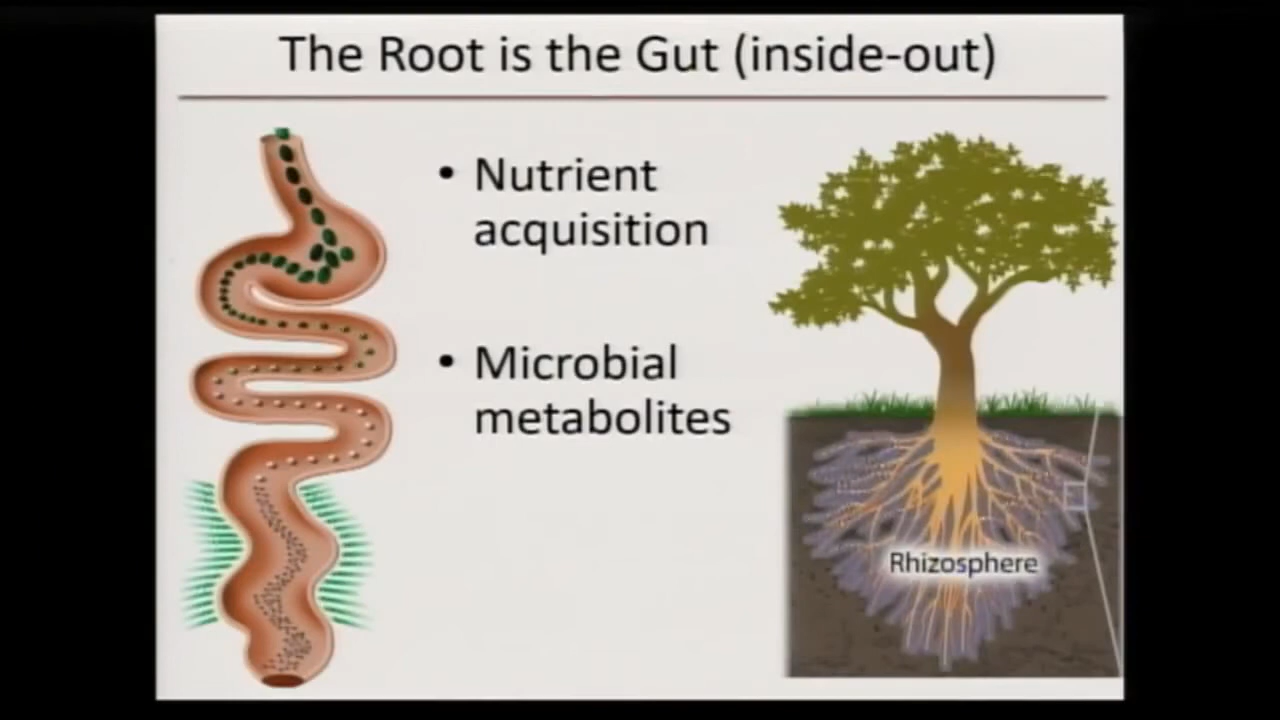 The Root is the Gut (inside-out)
• Nutrient
acquisition
• Microbial
metabolites
Rhizosphere